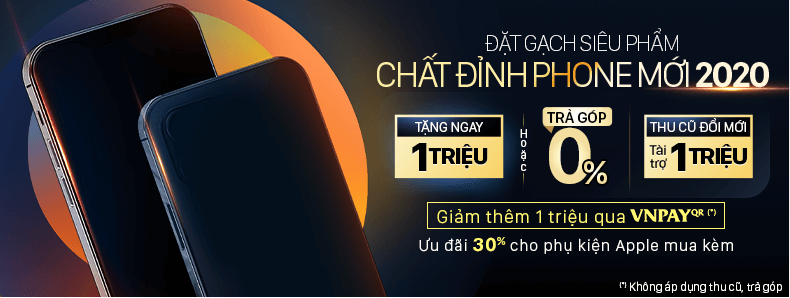 ĐẶT GẠCH SIÊU PHẨM
CHẤT ĐỈNH PHONE MỚI 2020
TẶNG NGAY
1 TRIỆU
Hoặc
TRẢ GÓP
0%
THU CŨ ĐỔI MỚI
Tài trợ 1 TRIỆU
Giảm thêm 1 triệu qua VNPAYQR (*)
Ưu đãi 30% cho phụ kiện Apple mua kèm
(*) Không áp dụng thu cũ, trả góp